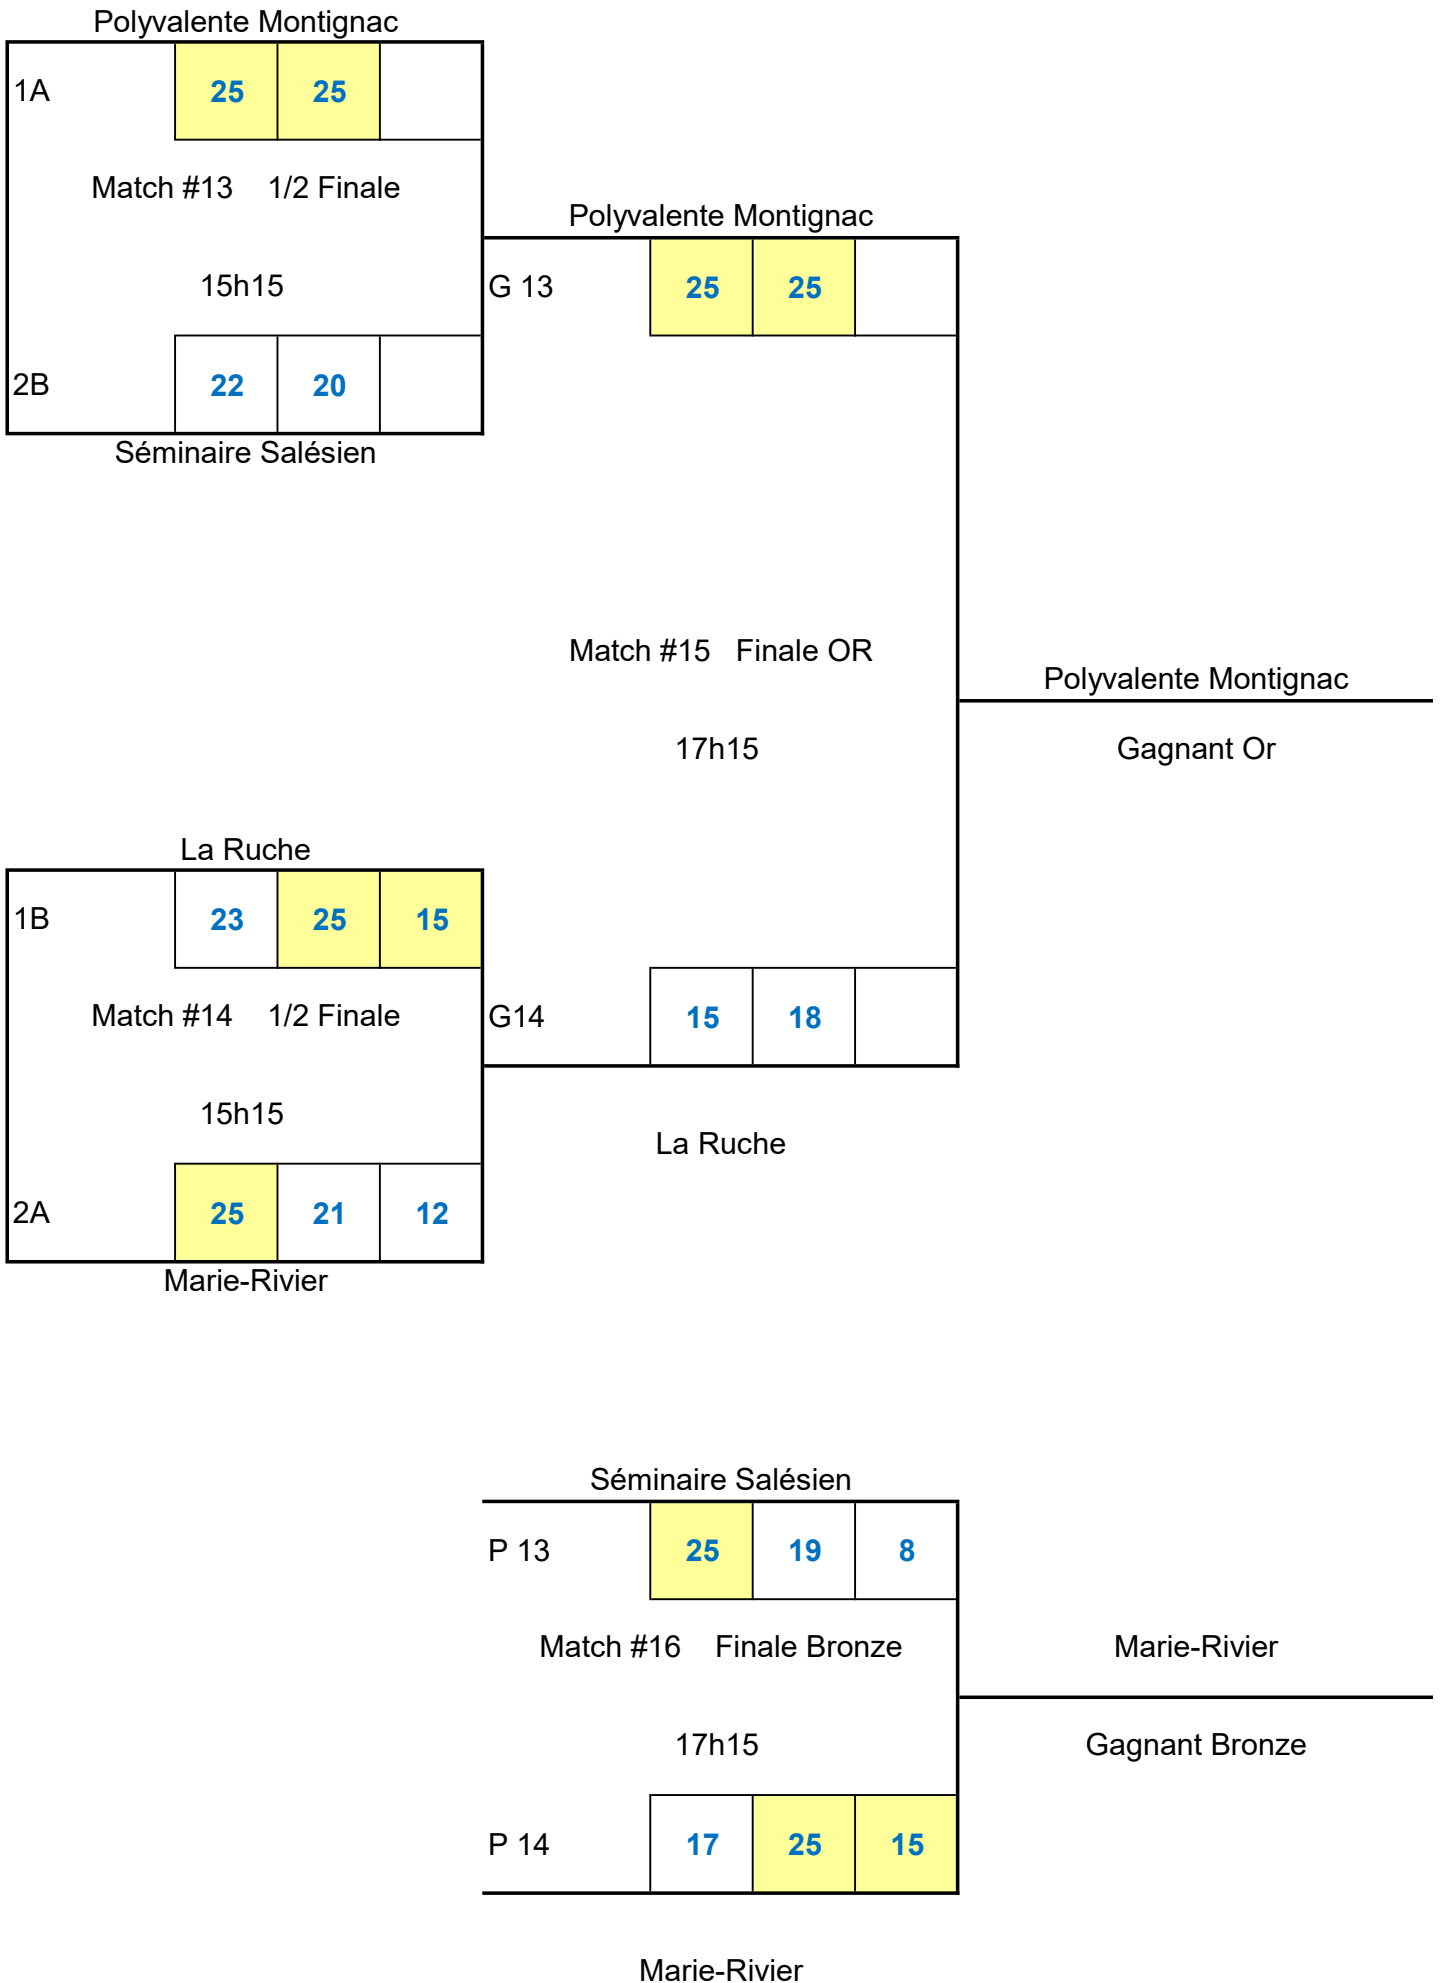 Polyvalente Montignac
1A 25 25
Match #13 1/2 Finale
15h15
2B 22 20
Séminaire Salésien
Polyvalente Montignac
G 13 25 25
Match #15 Finale OR
17h15
Polyvalente Montignac
Gagnant Or
La Ruche
1B 23 25 15
Match #14 1/2 Finale
15h15
2A 25 21 12
Marie-Rivier
G14 15 18
La Ruche
Séminaire Salésien
P 13 25 19 8
Match #16 Finale Bronze
17h15
P 14 17 25 15
Marie-Rivier
Marie-Rivier
Gagnant Bronze